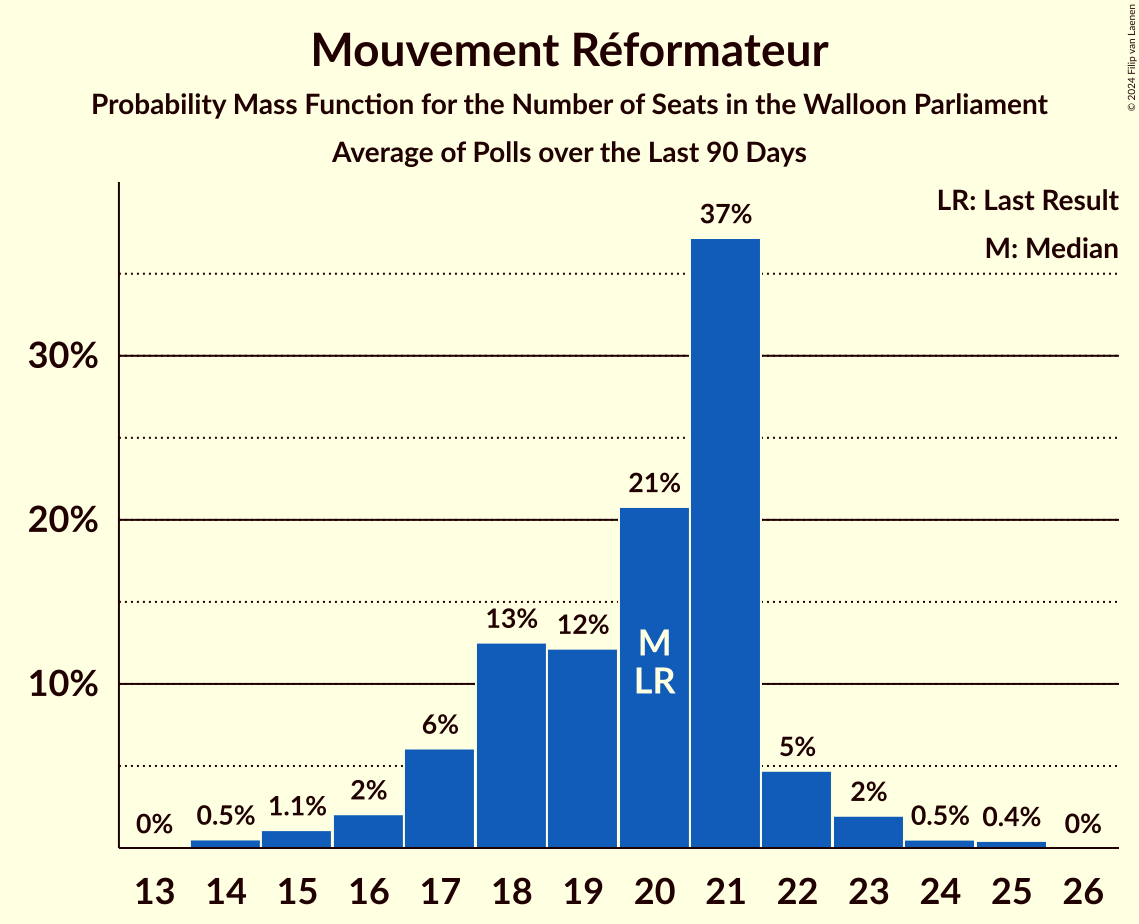 Mouvement Réformateur
Probability Mass Function for the Number of Seats in the Walloon Parliament
Average of Polls over the Last 90 Days
© 2024 Filip van Laenen
LR: Last Result
M: Median
37%
30%
21%
20%
13%
12%
M
LR
10%
6%
5%
2%
2%
1.1%
0.5%
0.5%
0.4%
0%
0%
13 14 15 16 17 18 19 20 21 22 23 24 25 26